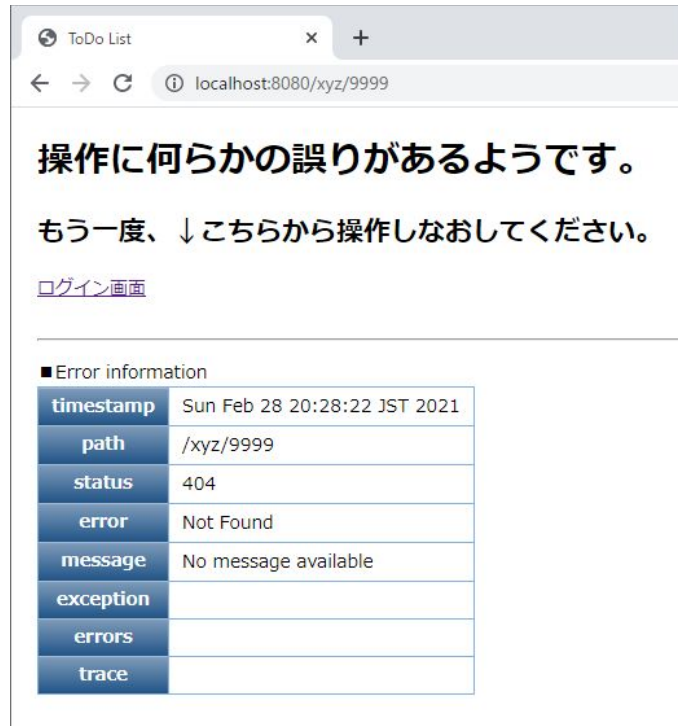 ToDo List
localhost:8080/xyz/9999
操作に何らかの誤りがあるようです。
もう一度、↓こちらから操作しなおしてください。
ログイン画面
■Error information
timestamp Sun Feb 28 20:28:22 JST 2021
path /xyz/9999
status 404
error Not Found
message No message available
exception
errors
trace